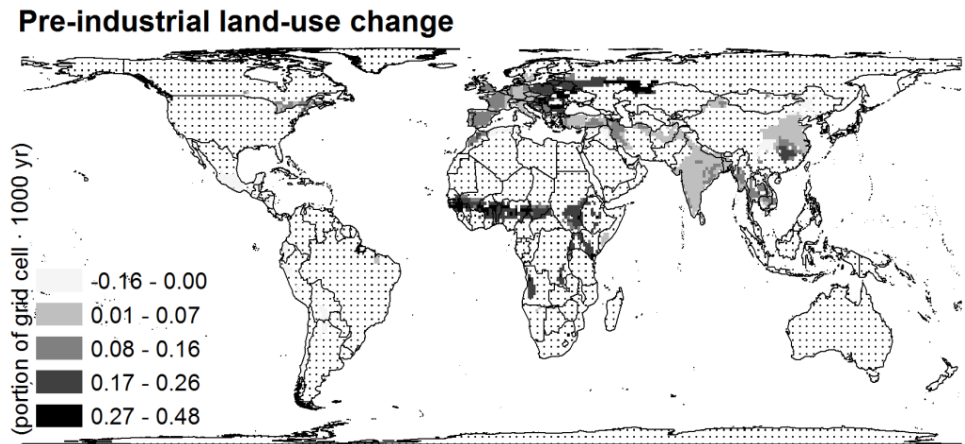 Pre-industrial land-use change
(portion of grid cell · 1000 yr)
-0.16 - 0.00
0.01 - 0.07
0.08 - 0.16
0.17 - 0.26
0.27 - 0.48